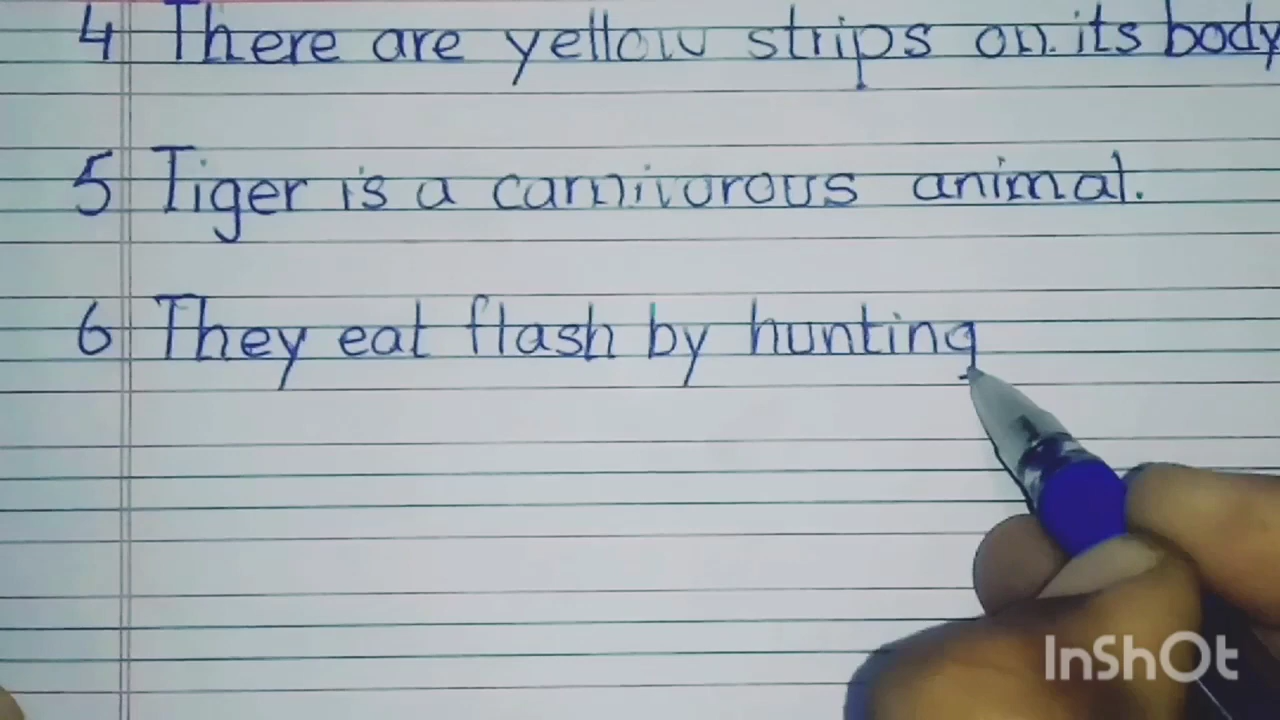 4 There are yellow strips on its body
5 Tiger is a carnivorous animal.
6 They eat flash by hunting
InShOt